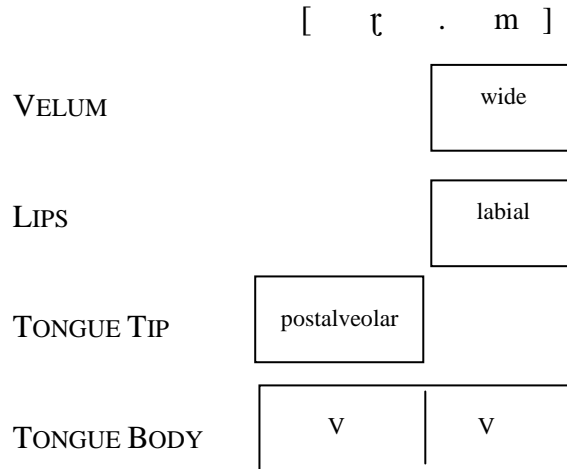 [ ɽ . m ]
VELUM wide
LIPS labial
TONGUE TIP postalveolar
TONGUE BODY V V